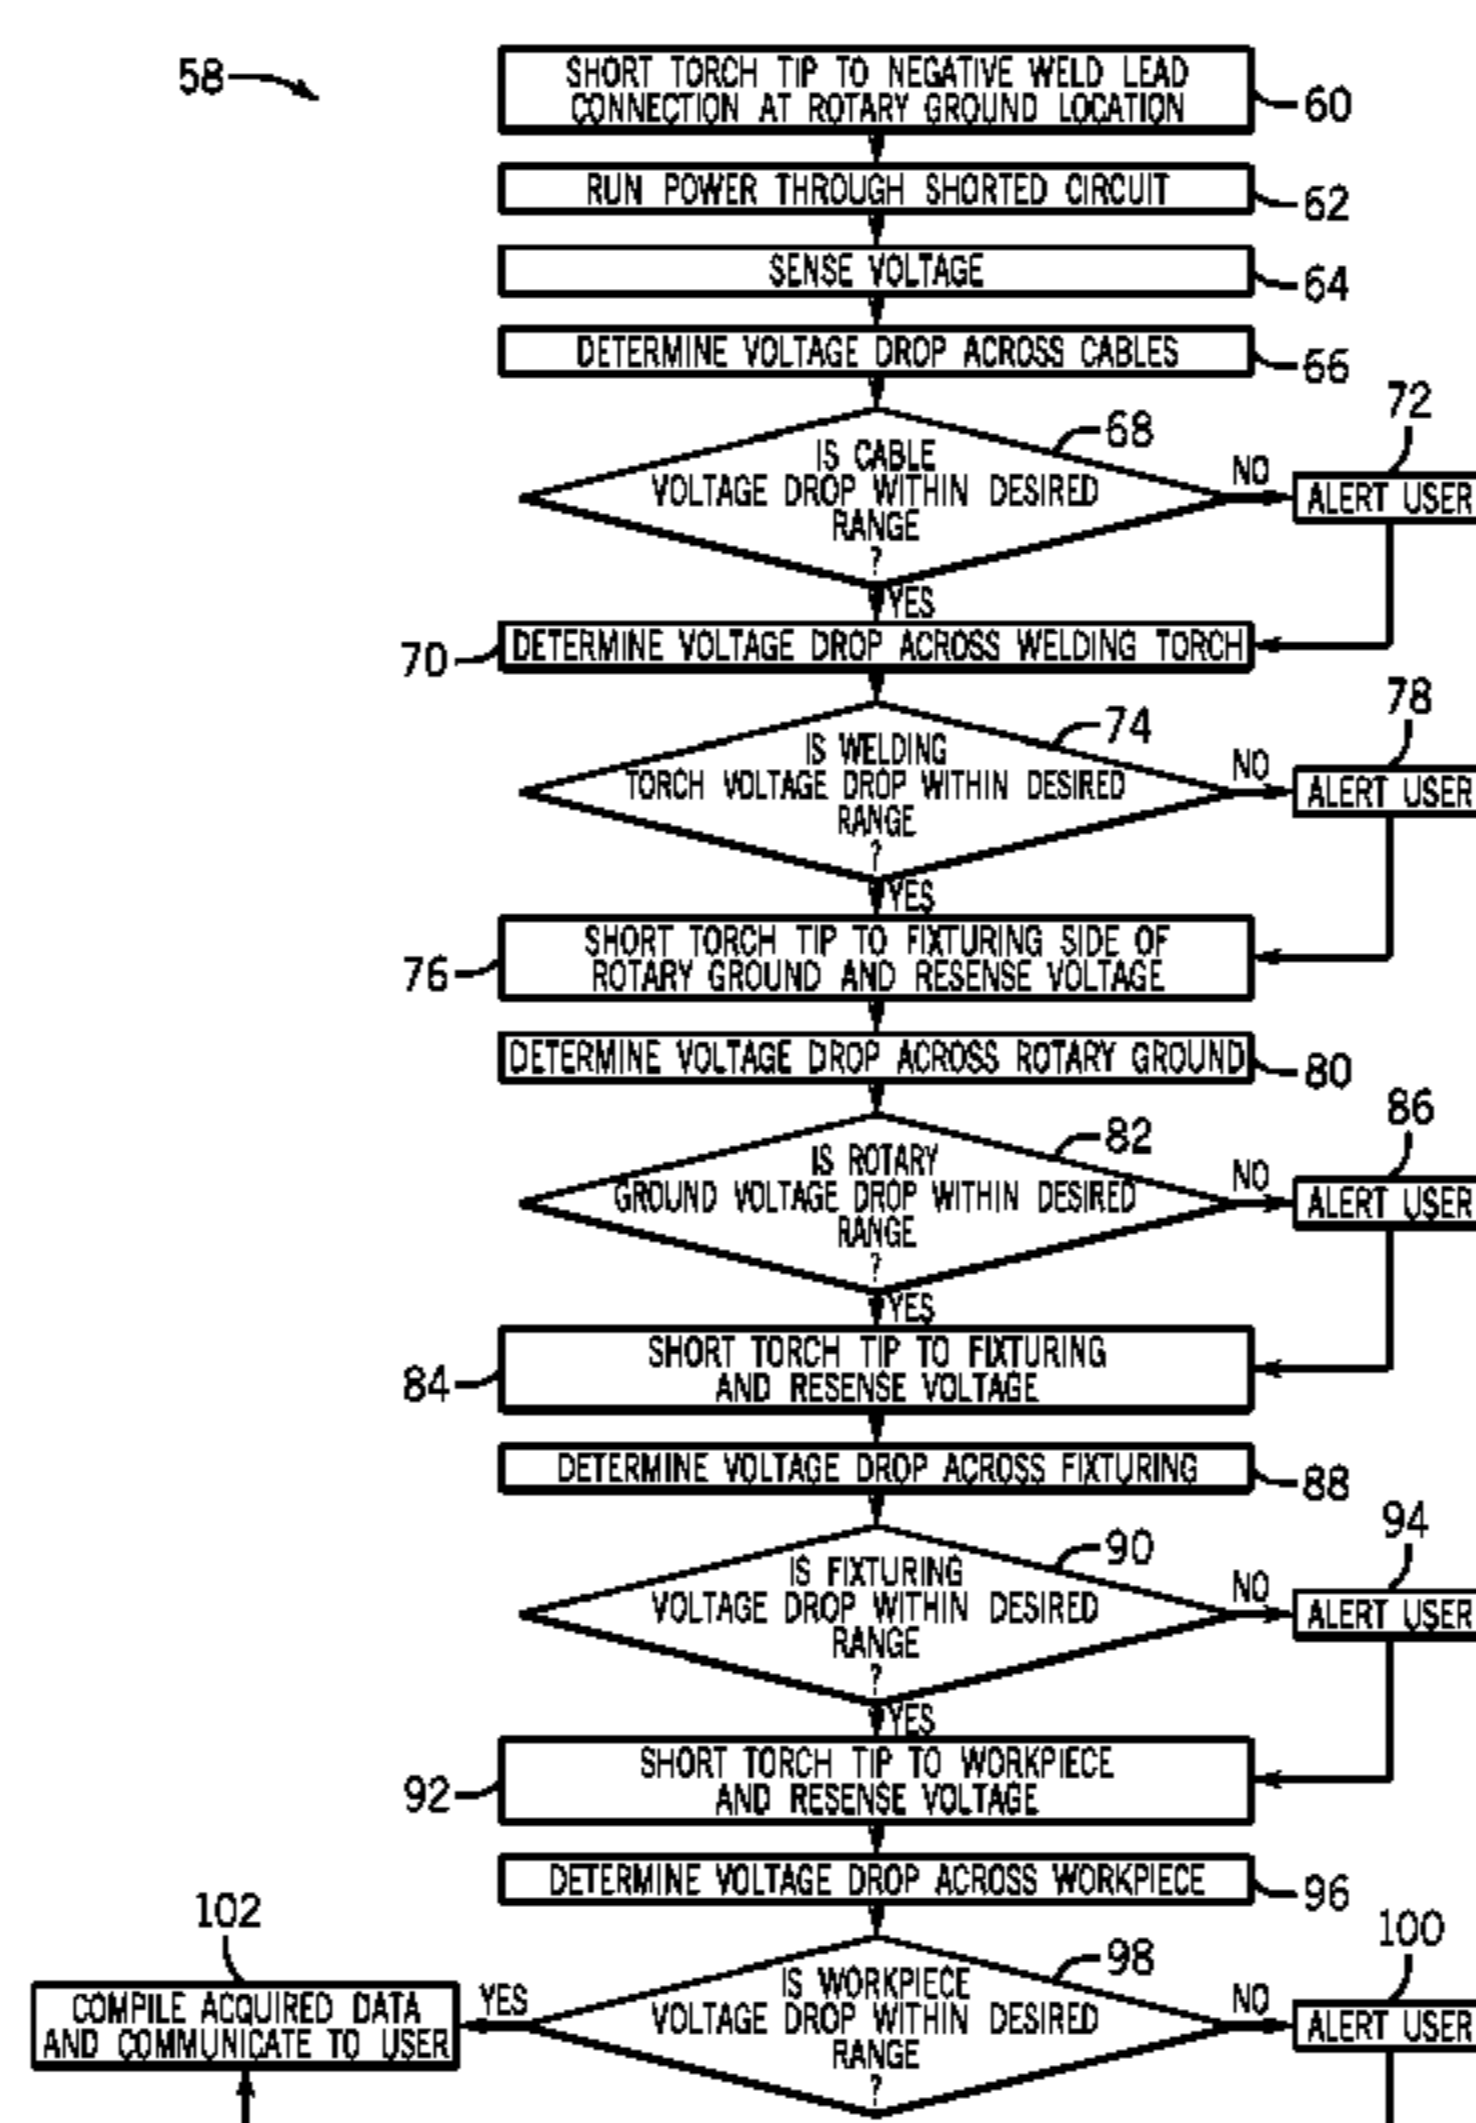 58
SHORT TORCH TIP TO NEGATIVE WELD LEAD
CONNECTION AT ROTARY GROUND LOCATION
60
RUN POWER THROUGH SHORTED CIRCUIT
62
SENSE VOLTAGE
64
DETERMINE VOLTAGE DROP ACROSS CABLES
66
68
IS CABLE
VOLTAGE DROP WITHIN DESIRED
RANGE
?
NO
72
ALERT USER
YES
70
DETERMINE VOLTAGE DROP ACROSS WELDING TORCH
74
IS WELDING
TORCH VOLTAGE DROP WITHIN DESIRED
RANGE
?
NO
78
ALERT USER
YES
76
SHORT TORCH TIP TO FIXTURING SIDE OF
ROTARY GROUND AND RESENSE VOLTAGE
DETERMINE VOLTAGE DROP ACROSS ROTARY GROUND
80
82
IS ROTARY
GROUND VOLTAGE DROP WITHIN DESIRED
RANGE
?
NO
86
ALERT USER
YES
84
SHORT TORCH TIP TO FIXTURING
AND RESENSE VOLTAGE
DETERMINE VOLTAGE DROP ACROSS FIXTURING
88
90
IS FIXTURING
VOLTAGE DROP WITHIN DESIRED
RANGE
?
NO
94
ALERT USER
YES
92
SHORT TORCH TIP TO WORKPIECE
AND RESENSE VOLTAGE
DETERMINE VOLTAGE DROP ACROSS WORKPIECE
96
98
IS WORKPIECE
VOLTAGE DROP WITHIN DESIRED
RANGE
?
NO
100
ALERT USER
YES
102
COMPILE ACQUIRED DATA
AND COMMUNICATE TO USER